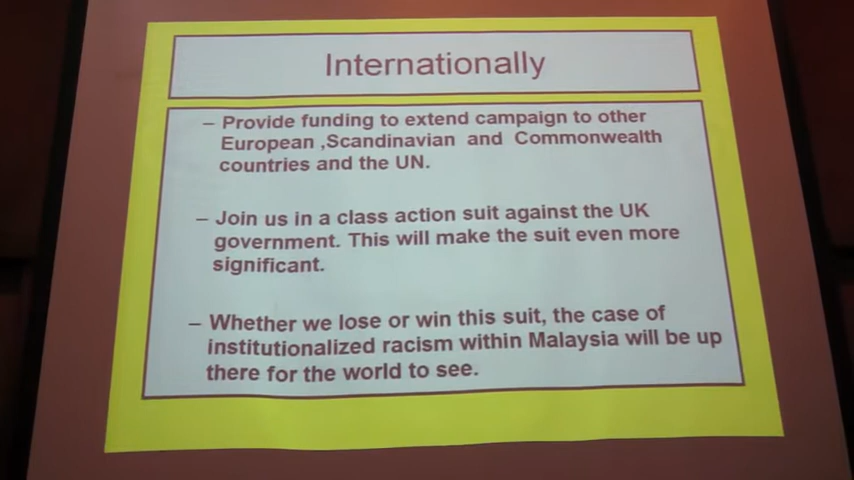 Internationally
– Provide funding to extend campaign to other
European ,Scandinavian and Commonwealth
countries and the UN.
– Join us in a class action suit against the UK
government. This will make the suit even more
significant.
– Whether we lose or win this suit, the case of
institutionalized racism within Malaysia will be up
there for the world to see.